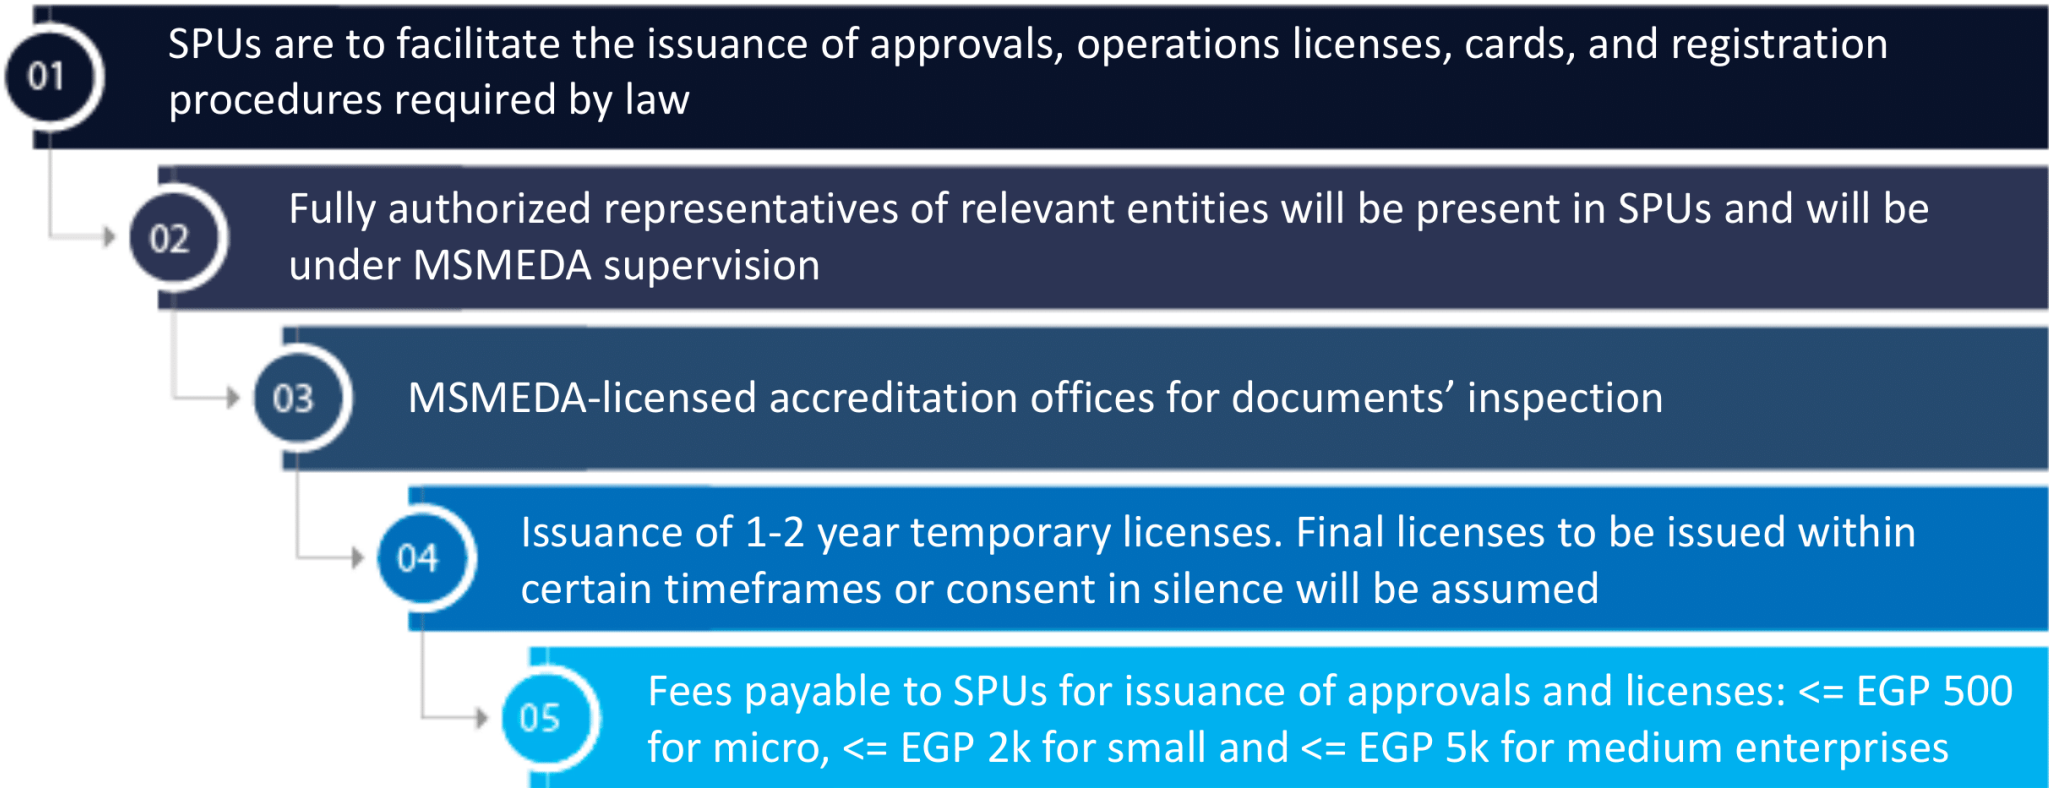 01
SPUs are to facilitate the issuance of approvals, operations licenses, cards, and registration
procedures required by law
02
Fully authorized representatives of relevant entities will be present in SPUs and will be
under MSMEDA supervision
03
MSMEDA-licensed accreditation offices for documents’ inspection
04
Issuance of 1-2 year temporary licenses. Final licenses to be issued within
certain timeframes or consent in silence will be assumed
05
Fees payable to SPUs for issuance of approvals and licenses: <= EGP 500
for micro, <= EGP 2k for small and <= EGP 5k for medium enterprises